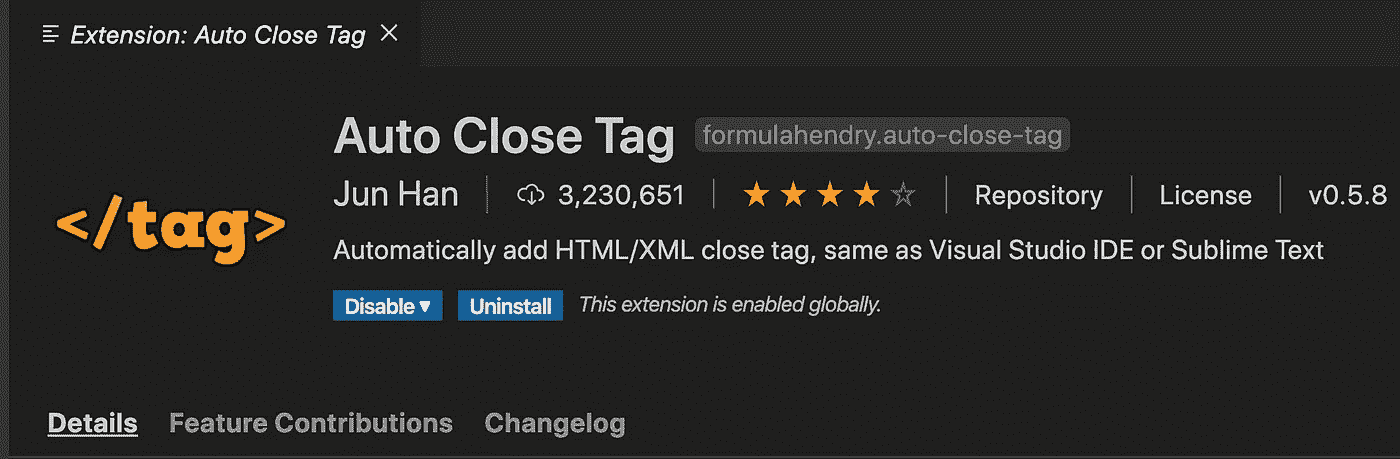 Extension: Auto Close Tag
Auto Close Tag formulahendry.auto-close-tag
Jun Han 3,230,651 Repository License v0.5.8
</tag>
Automatically add HTML/XML close tag, same as Visual Studio IDE or Sublime Text
Disable Uninstall This extension is enabled globally.
Details Feature Contributions Changelog